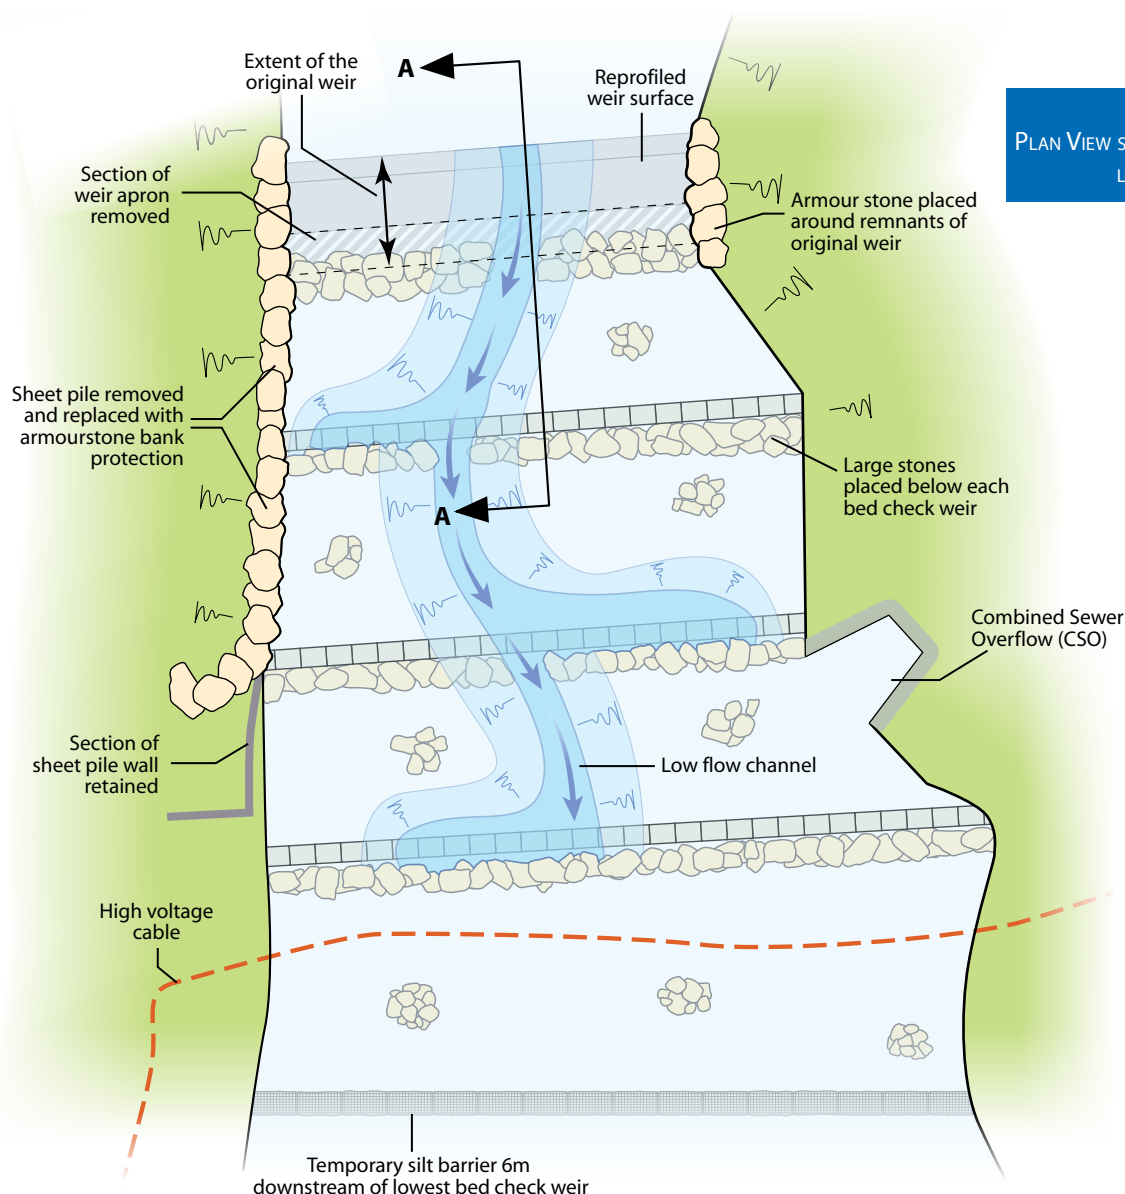 Extent of the
original weir
A
Reprofiled
weir surface
PLAN VIEW
Section of
weir apron
removed
Armour stone placed
around remnants of
original weir
Sheet pile removed
and replaced with
armourstone bank
protection
Large stones
placed below each
bed check weir
A
Combined Sewer
Overflow (CSO)
Section of
sheet pile wall
retained
Low flow channel
High voltage
cable
Temporary silt barrier 6m
downstream of lowest bed check weir